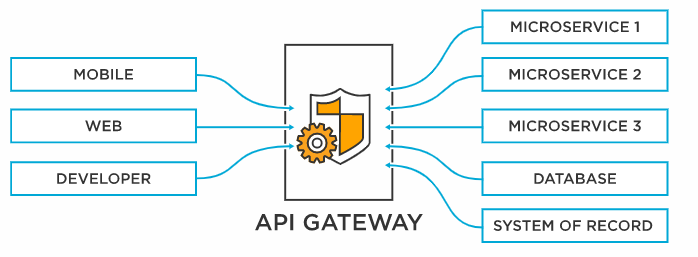 MOBILE
WEB
DEVELOPER
API GATEWAY
MICROSERVICE 1
MICROSERVICE 2
MICROSERVICE 3
DATABASE
SYSTEM OF RECORD